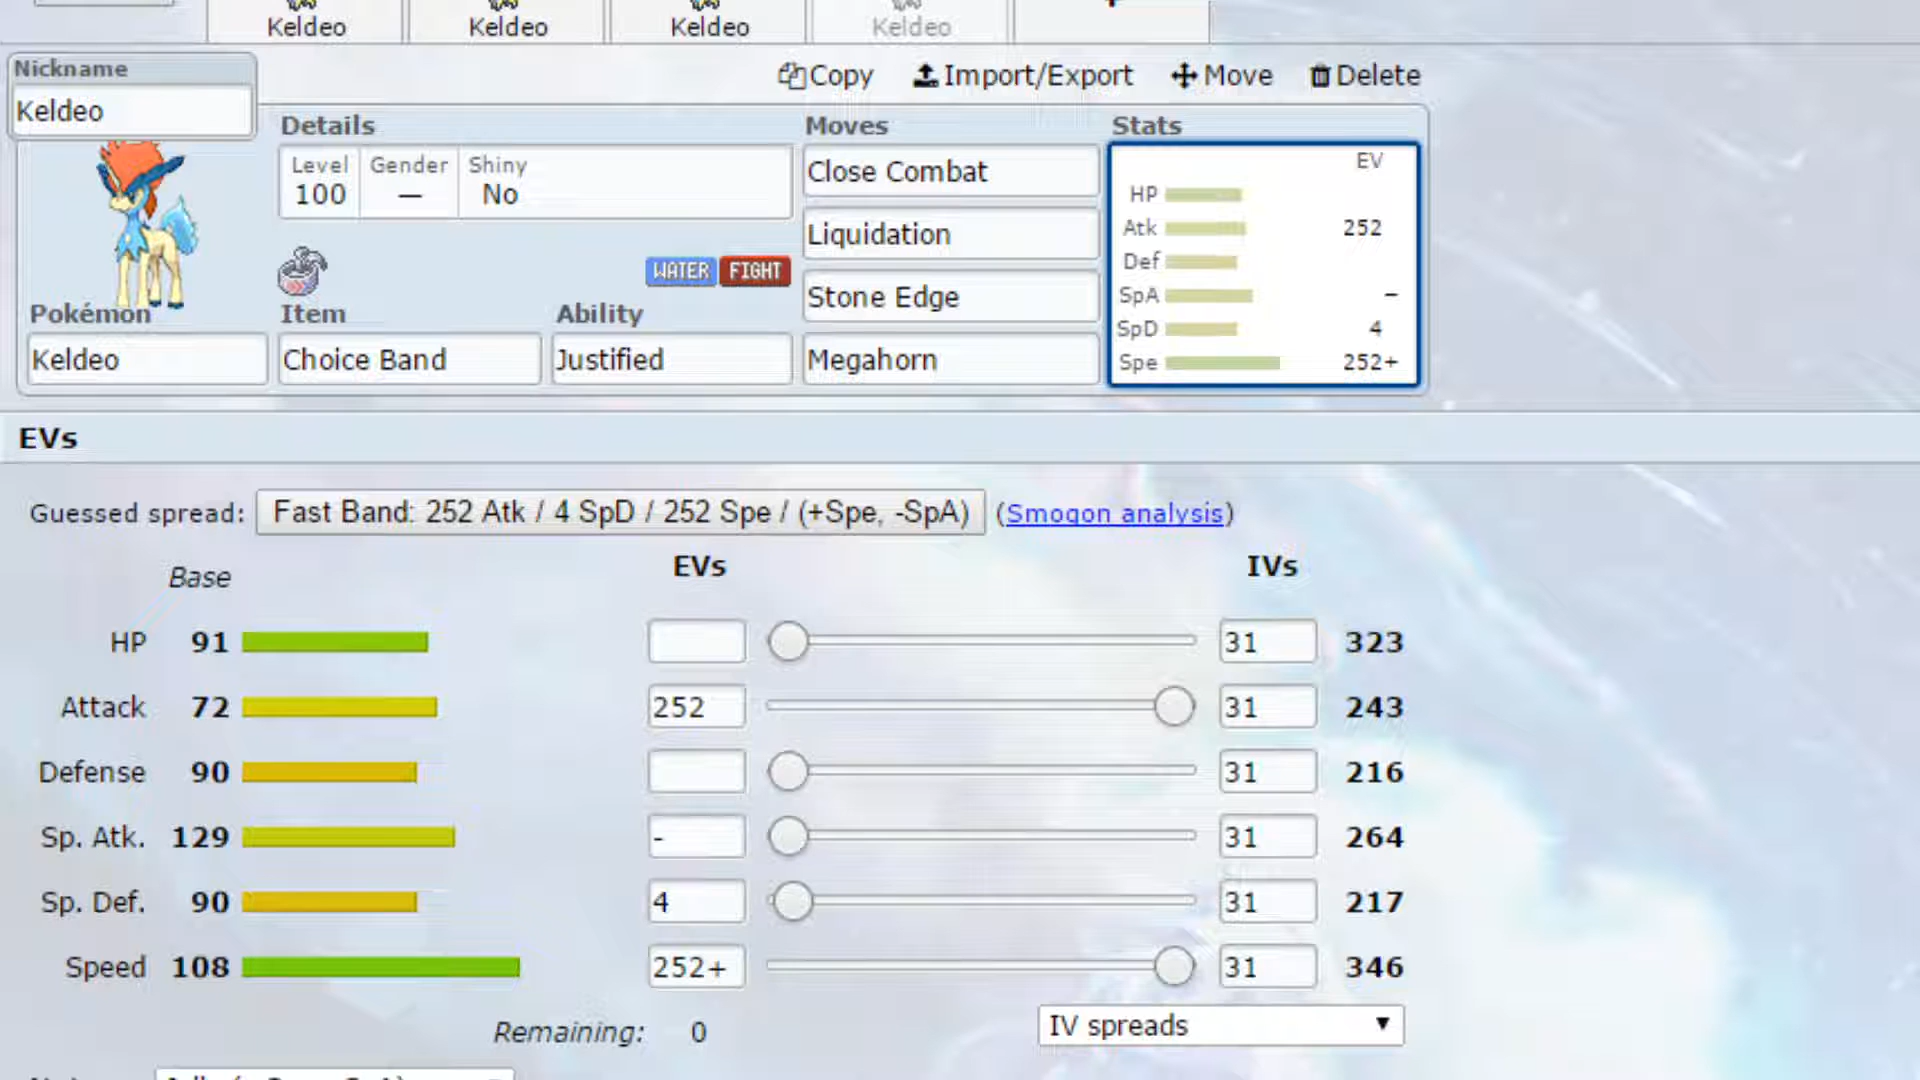 Keldeo Keldeo Keldeo Keldeo
Nickname
Keldeo
Copy Import/Export Move Delete
Details
Level Gender Shiny
100 — No
WATER FIGHT
Pokémon Item Ability
Keldeo Choice Band Justified
Moves
Close Combat
Liquidation
Stone Edge
Megahorn
Stats
EV
HP
Atk 252
Def
SpA −
SpD 4
Spe 252+
EVs
Guessed spread: Fast Band: 252 Atk / 4 SpD / 252 Spe / (+Spe, -SpA) (Smogon analysis)
Base EVs IVs
HP 91 31 323
Attack 72 252 31 243
Defense 90 31 216
Sp. Atk. 129 - 31 264
Sp. Def. 90 4 31 217
Speed 108 252+ 31 346
Remaining: 0 IV spreads